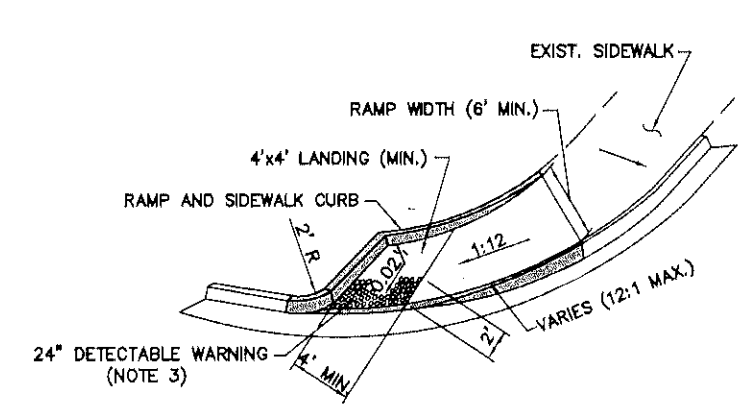 EXIST. SIDEWALK
RAMP WIDTH (6' MIN.)
4'x4' LANDING (MIN.)
RAMP AND SIDEWALK CURB
2' R
0.02
1:12
VARIES (12:1 MAX.)
2'
24" DETECTABLE WARNING
(NOTE 3)
4' MIN.